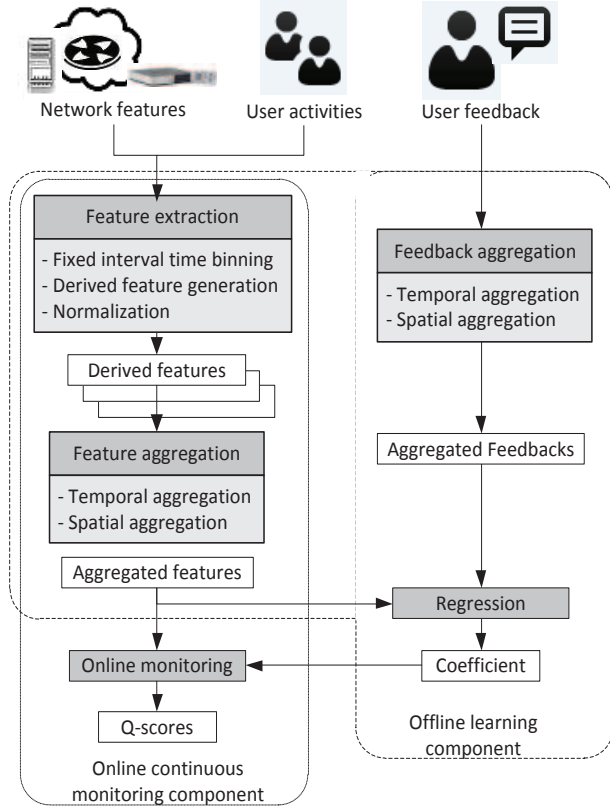 Network features
User activities
User feedback
Feature extraction
- Fixed interval time binning
- Derived feature generation
- Normalization
Feedback aggregation
- Temporal aggregation
- Spatial aggregation
Derived features
Feature aggregation
- Temporal aggregation
- Spatial aggregation
Aggregated Feedbacks
Aggregated features
Regression
Online monitoring
Coefficient
Q-scores
Offline learning
component
Online continuous
monitoring component